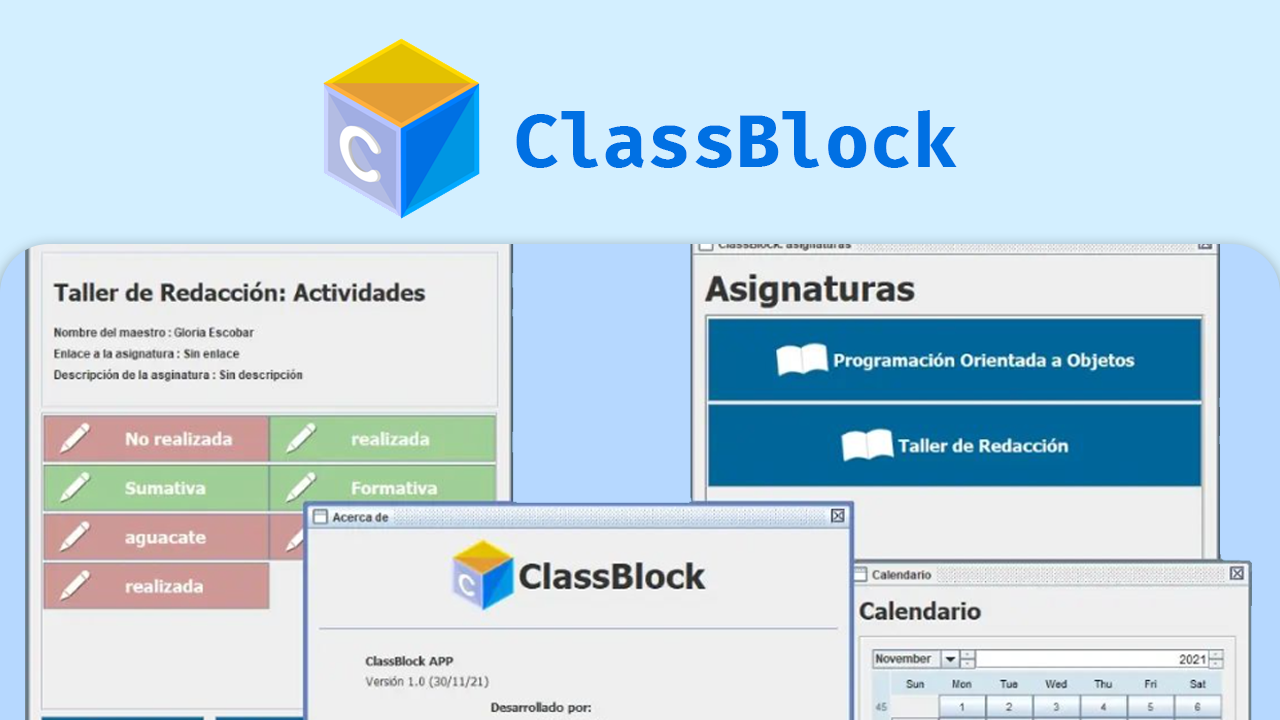 C
ClassBlock
Taller de Redacción: Actividades
Nombre del maestro : Gloria Escobar
Enlace a la asignatura : Sin enlace
Descripción de la asginatura : Sin descripción
No realizada
realizada
Sumativa
Formativa
aguacate
realizada
ClassBlock: asignaturas
Asignaturas
Programación Orientada a Objetos
Taller de Redacción
Acerca de
C
ClassBlock
ClassBlock APP
Versión 1.0 (30/11/21)
Desarrollado por:
Calendario
Calendario
November 2021
Sun Mon Tue Wed Thu Fri Sat
45 1 2 3 4 5 6